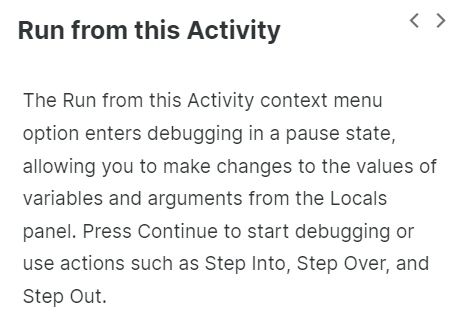 Run from this Activity
The Run from this Activity context menu
option enters debugging in a pause state,
allowing you to make changes to the values of
variables and arguments from the Locals
panel. Press Continue to start debugging or
use actions such as Step Into, Step Over, and
Step Out.